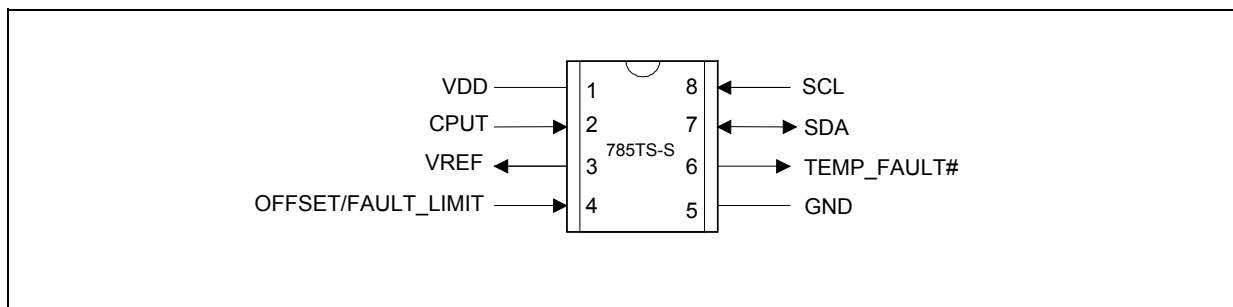 VDD 1 8 SCL
CPUT 2 7 SDA
785TS-S
VREF 3 6 TEMP_FAULT#
OFFSET/FAULT_LIMIT 4 5 GND